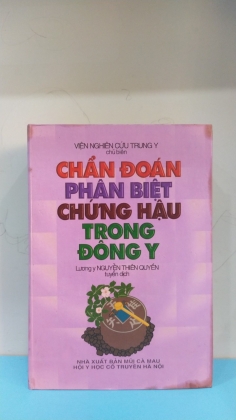 VIỆN NGHIÊN CỨU TRUNG Y
chủ biên
CHẨN ĐOÁN
PHÂN BIỆT
CHỨNG HẬU
TRONG
ĐÔNG Y
Lương y NGUYỄN THIÊN QUYẾN
tuyển dịch
NHÀ XUẤT BẢN MŨI CÀ MAU
HỘI Y HỌC CỔ TRUYỀN HÀ NỘI